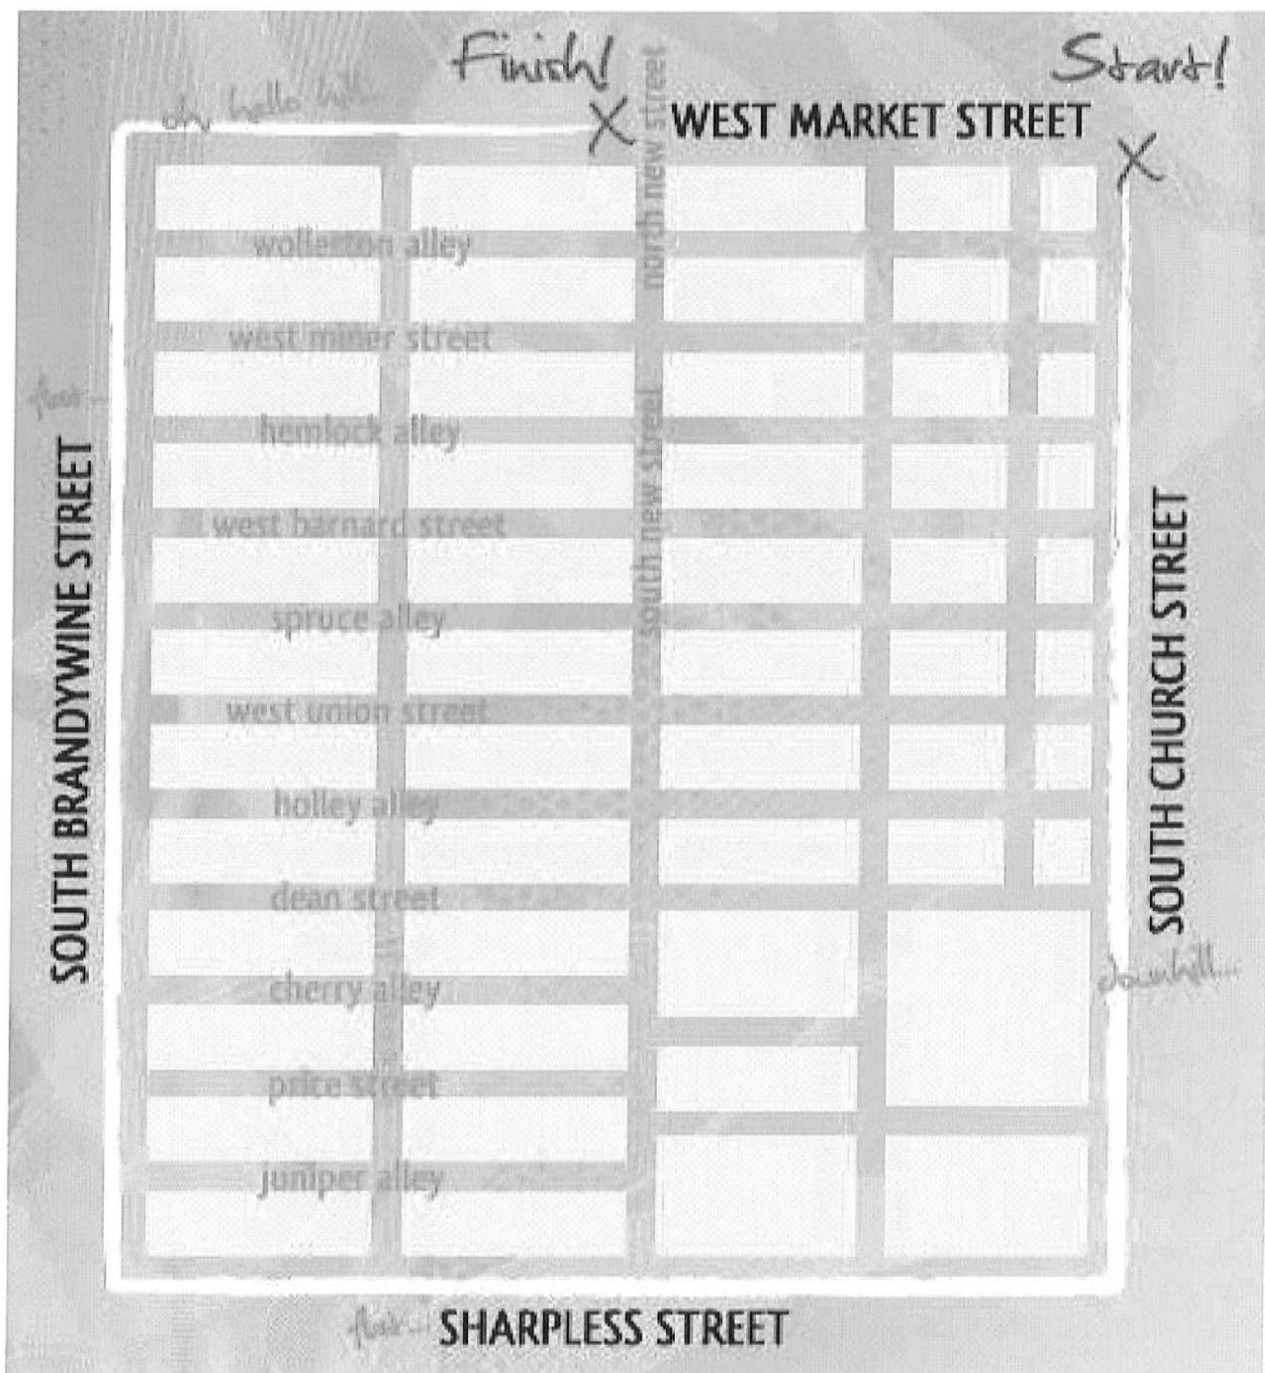 Finish!
Start!
oh, hello hill...
WEST MARKET STREET
north new street
wollerton alley
west miner street
flat...
hemlock alley
south new street
SOUTH BRANDYWINE STREET
west barnard street
spruce alley
SOUTH CHURCH STREET
west union street
holley alley
dean street
downhill...
cherry alley
price street
juniper alley
flat...
SHARPLESS STREET